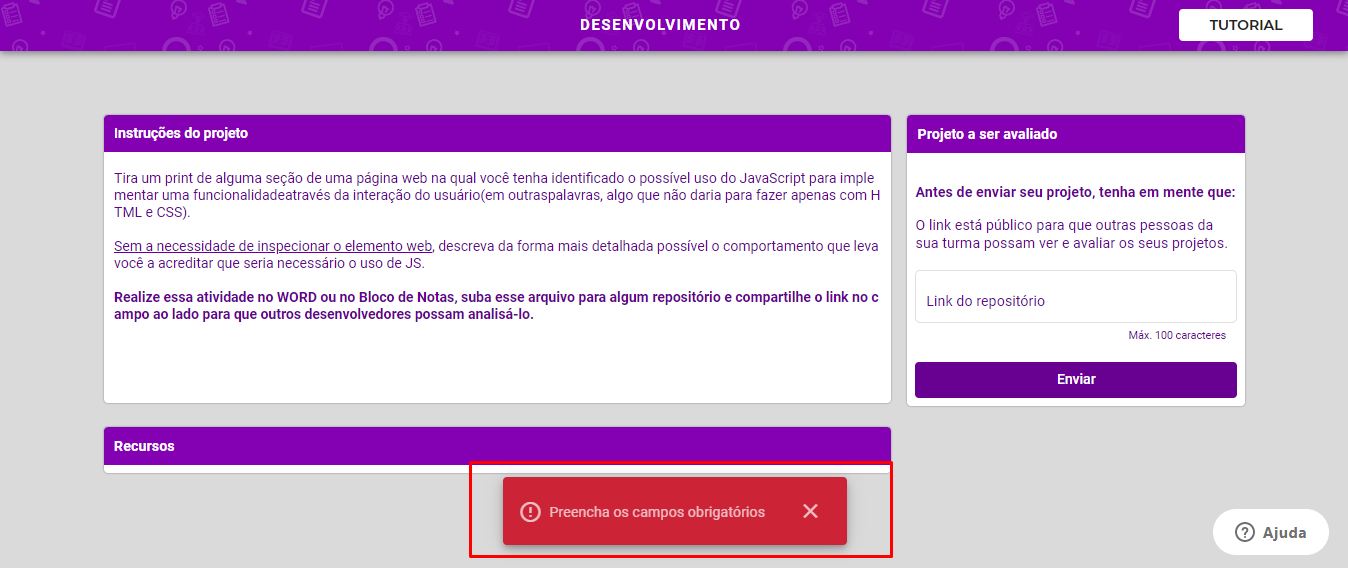 DESENVOLVIMENTO
TUTORIAL
Instruções do projeto
Tira um print de alguma seção de uma página web na qual você tenha identificado o possível uso do JavaScript para imple
mentar uma funcionalidadeatravés da interação do usuário(em outraspalavras, algo que não daria para fazer apenas com H
TML e CSS).
Sem a necessidade de inspecionar o elemento web, descreva da forma mais detalhada possível o comportamento que leva
você a acreditar que seria necessário o uso de JS.
Realize essa atividade no WORD ou no Bloco de Notas, suba esse arquivo para algum repositório e compartilhe o link no c
ampo ao lado para que outros desenvolvedores possam analisá-lo.
Projeto a ser avaliado
Antes de enviar seu projeto, tenha em mente que:
O link está público para que outras pessoas da
sua turma possam ver e avaliar os seus projetos.
Link do repositório
Máx. 100 caracteres
Enviar
Recursos
Preencha os campos obrigatórios
Ajuda